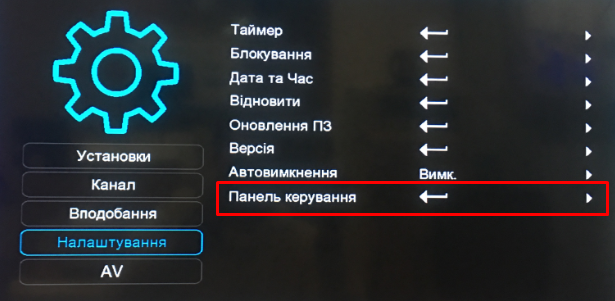 Таймер
Блокування
Дата та Час
Відновити
Оновлення ПЗ
Версія
Автовимкнення Вимк.
Панель керування
Установки
Канал
Вподобання
Налаштування
AV